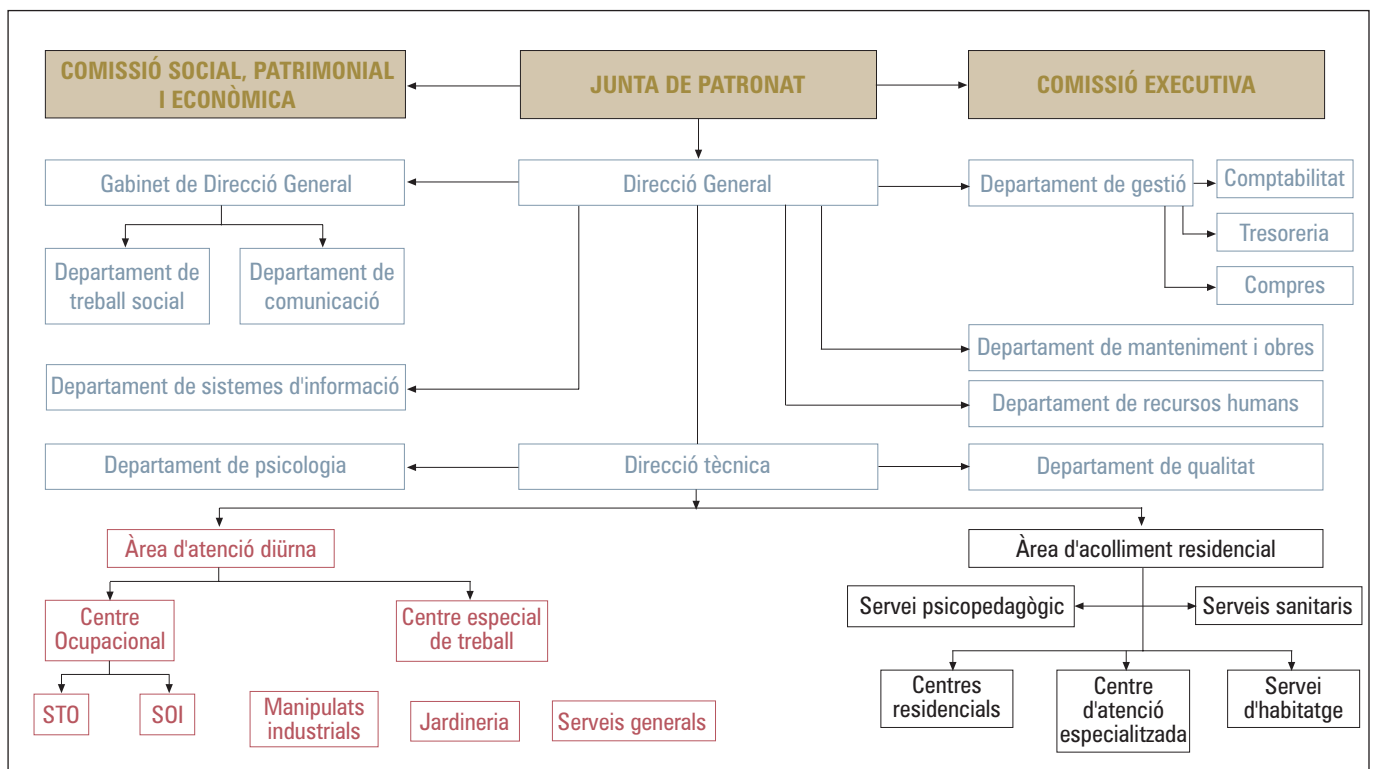 COMISSIÓ SOCIAL, PATRIMONIAL
I ECONÒMICA
JUNTA DE PATRONAT
COMISSIÓ EXECUTIVA
Gabinet de Direcció General
Direcció General
Departament de gestió
Comptabilitat
Tresoreria
Compres
Departament de
treball social
Departament de
comunicació
Departament de manteniment i obres
Departament de sistemes d'informació
Departament de recursos humans
Departament de psicologia
Direcció tècnica
Departament de qualitat
Àrea d'atenció diürna
Àrea d'acolliment residencial
Centre
Ocupacional
Centre especial
de treball
Servei psicopedagògic
Serveis sanitaris
STO
SOI
Manipulats
industrials
Jardineria
Serveis generals
Centres
residencials
Centre
d'atenció
especialitzada
Servei
d'habitatge